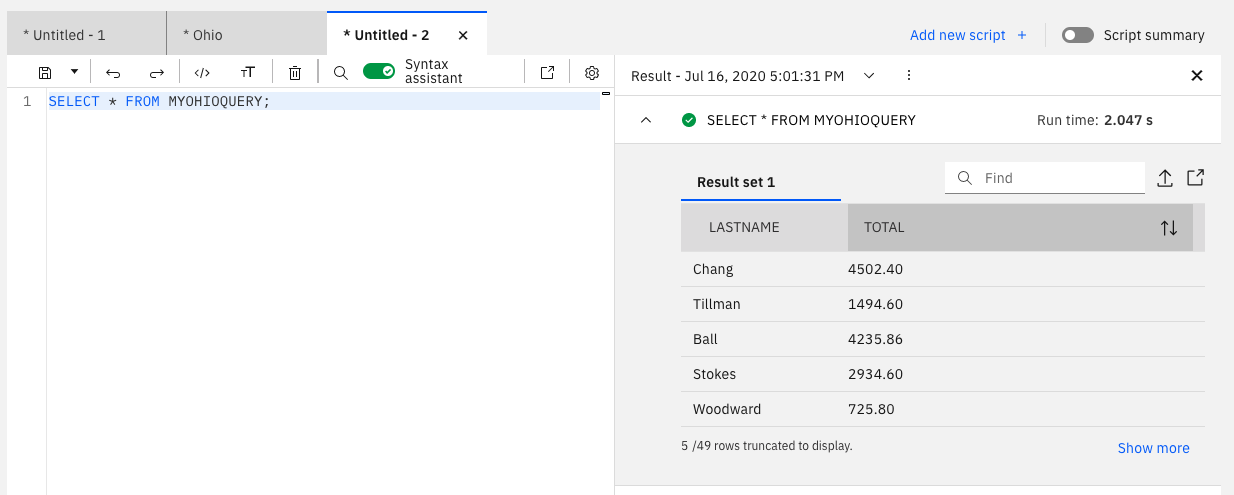 * Untitled - 1
* Ohio
* Untitled - 2
Add new script +
Script summary
Syntax
assistant
1 SELECT * FROM MYOHIOQUERY;
Result - Jul 16, 2020 5:01:31 PM
SELECT * FROM MYOHIOQUERY
Run time: 2.047 s
Result set 1
Find
LASTNAME TOTAL
Chang 4502.40
Tillman 1494.60
Ball 4235.86
Stokes 2934.60
Woodward 725.80
5 /49 rows truncated to display.
Show more